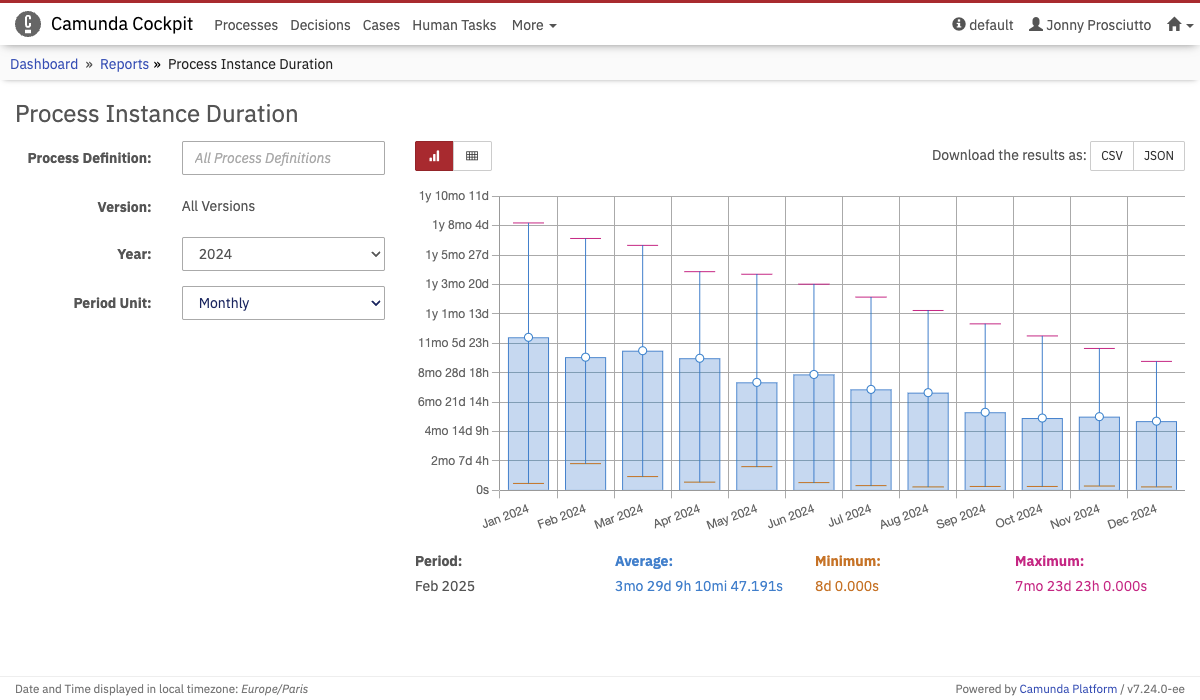 Camunda Cockpit Processes Decisions Cases Human Tasks More default Jonny Prosciutto
Dashboard » Reports » Process Instance Duration
Process Instance Duration
Process Definition: All Process Definitions
Version: All Versions
Year: 2024
Period Unit: Monthly
Download the results as: CSV JSON
1y 10mo 11d
1y 8mo 4d
1y 5mo 27d
1y 3mo 20d
1y 1mo 13d
11mo 5d 23h
8mo 28d 18h
6mo 21d 14h
4mo 14d 9h
2mo 7d 4h
0s
Jan 2024 Feb 2024 Mar 2024 Apr 2024 May 2024 Jun 2024 Jul 2024 Aug 2024 Sep 2024 Oct 2024 Nov 2024 Dec 2024
Period: Average: Minimum: Maximum:
Feb 2025 3mo 29d 9h 10mi 47.191s 8d 0.000s 7mo 23d 23h 0.000s
Date and Time displayed in local timezone: Europe/Paris Powered by Camunda Platform / v7.24.0-ee